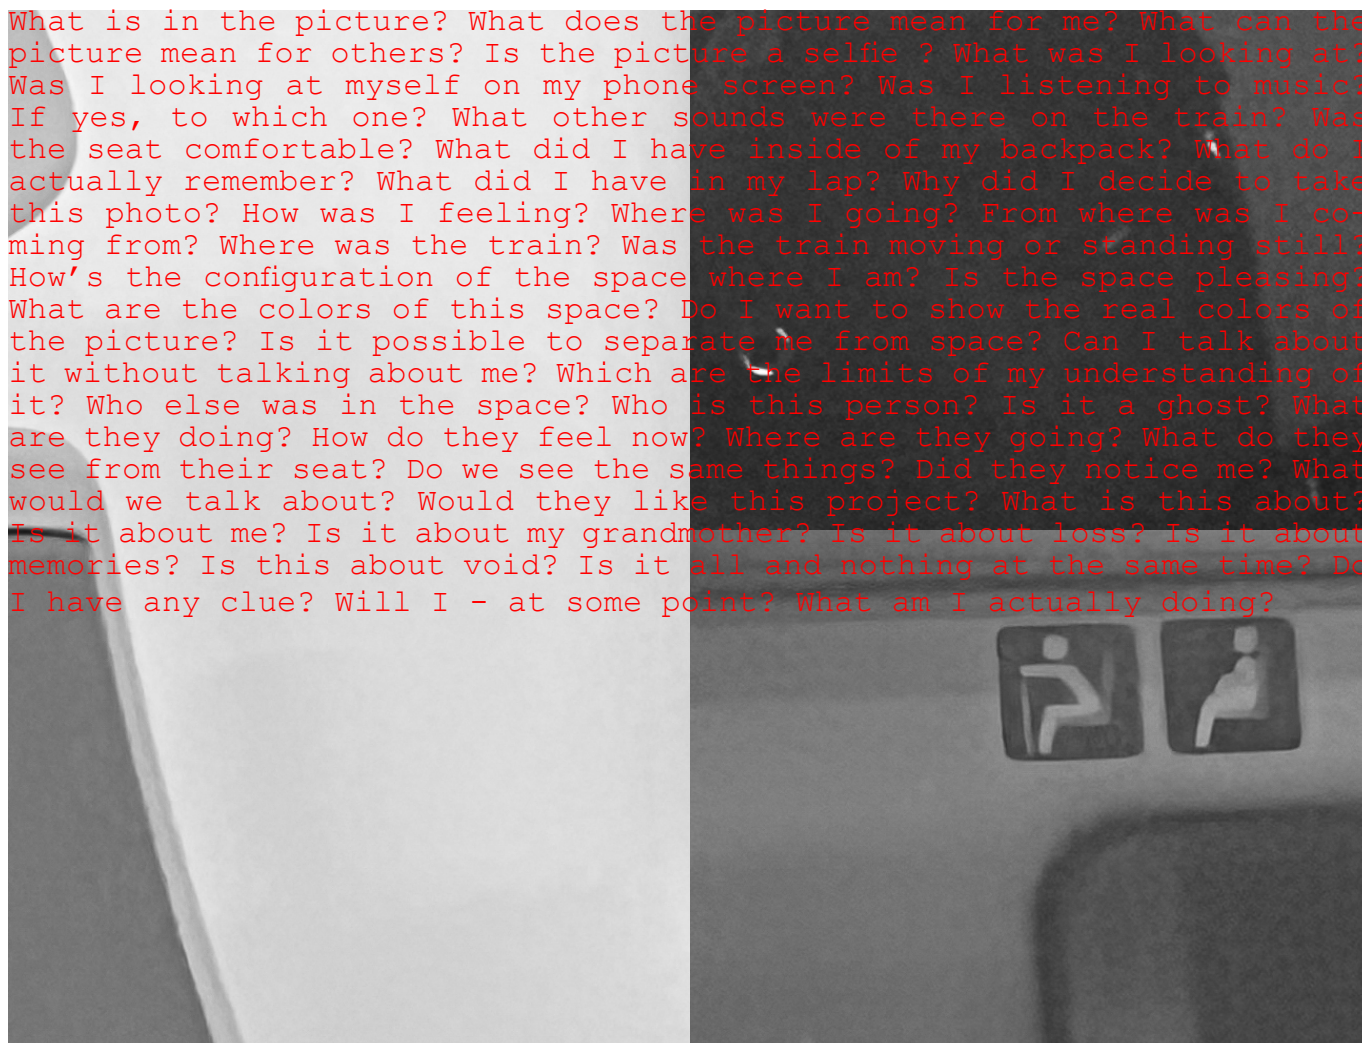 What is in the picture? What does the picture mean for me? What can the
picture mean for others? Is the picture a selfie ? What was I looking at?
Was I looking at myself on my phone screen? Was I listening to music?
If yes, to which one? What other sounds were there on the train? Was
the seat comfortable? What did I have inside of my backpack? What do I
actually remember? What did I have in my lap? Why did I decide to take
this photo? How was I feeling? Where was I going? From where was I co-
ming from? Where was the train? Was the train moving or standing still?
How's the configuration of the space where I am? Is the space pleasing?
What are the colors of this space? Do I want to show the real colors of
the picture? Is it possible to separate me from space? Can I talk about
it without talking about me? Which are the limits of my understanding of
it? Who else was in the space? Who is this person? Is it a ghost? What
are they doing? How do they feel now? Where are they going? What do they
see from their seat? Do we see the same things? Did they notice me? What
would we talk about? Would they like this project? What is this about?
Is it about me? Is it about my grandmother? Is it about loss? Is it about
memories? Is this about void? Is it all and nothing at the same time? Do
I have any clue? Will I - at some point? What am I actually doing?